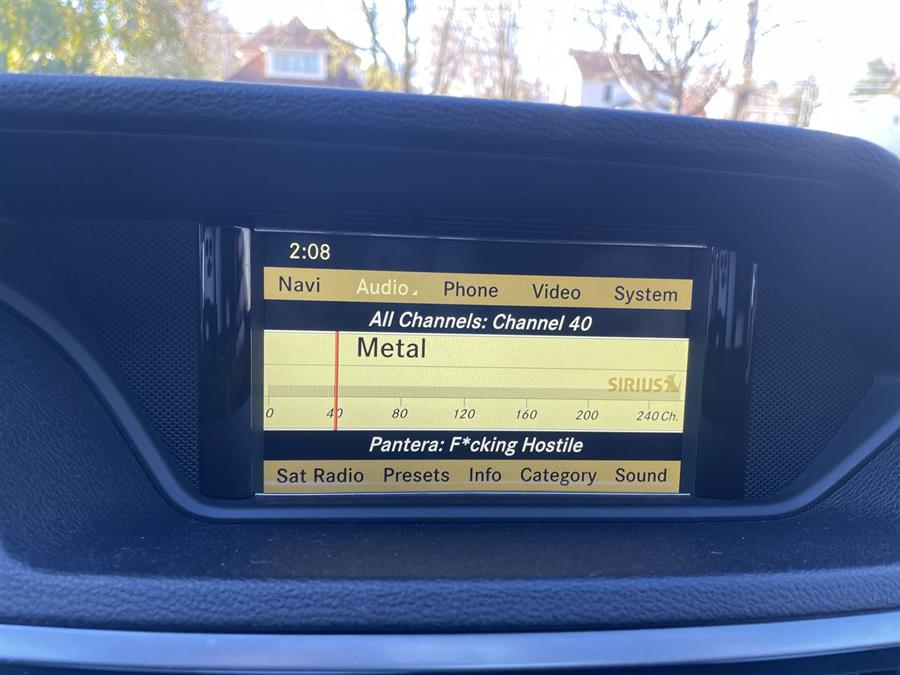 2:08
Navi Audio Phone Video System
All Channels: Channel 40
Metal
SIRIUS
0 40 80 120 160 200 240 Ch.
Pantera: F*cking Hostile
Sat Radio Presets Info Category Sound